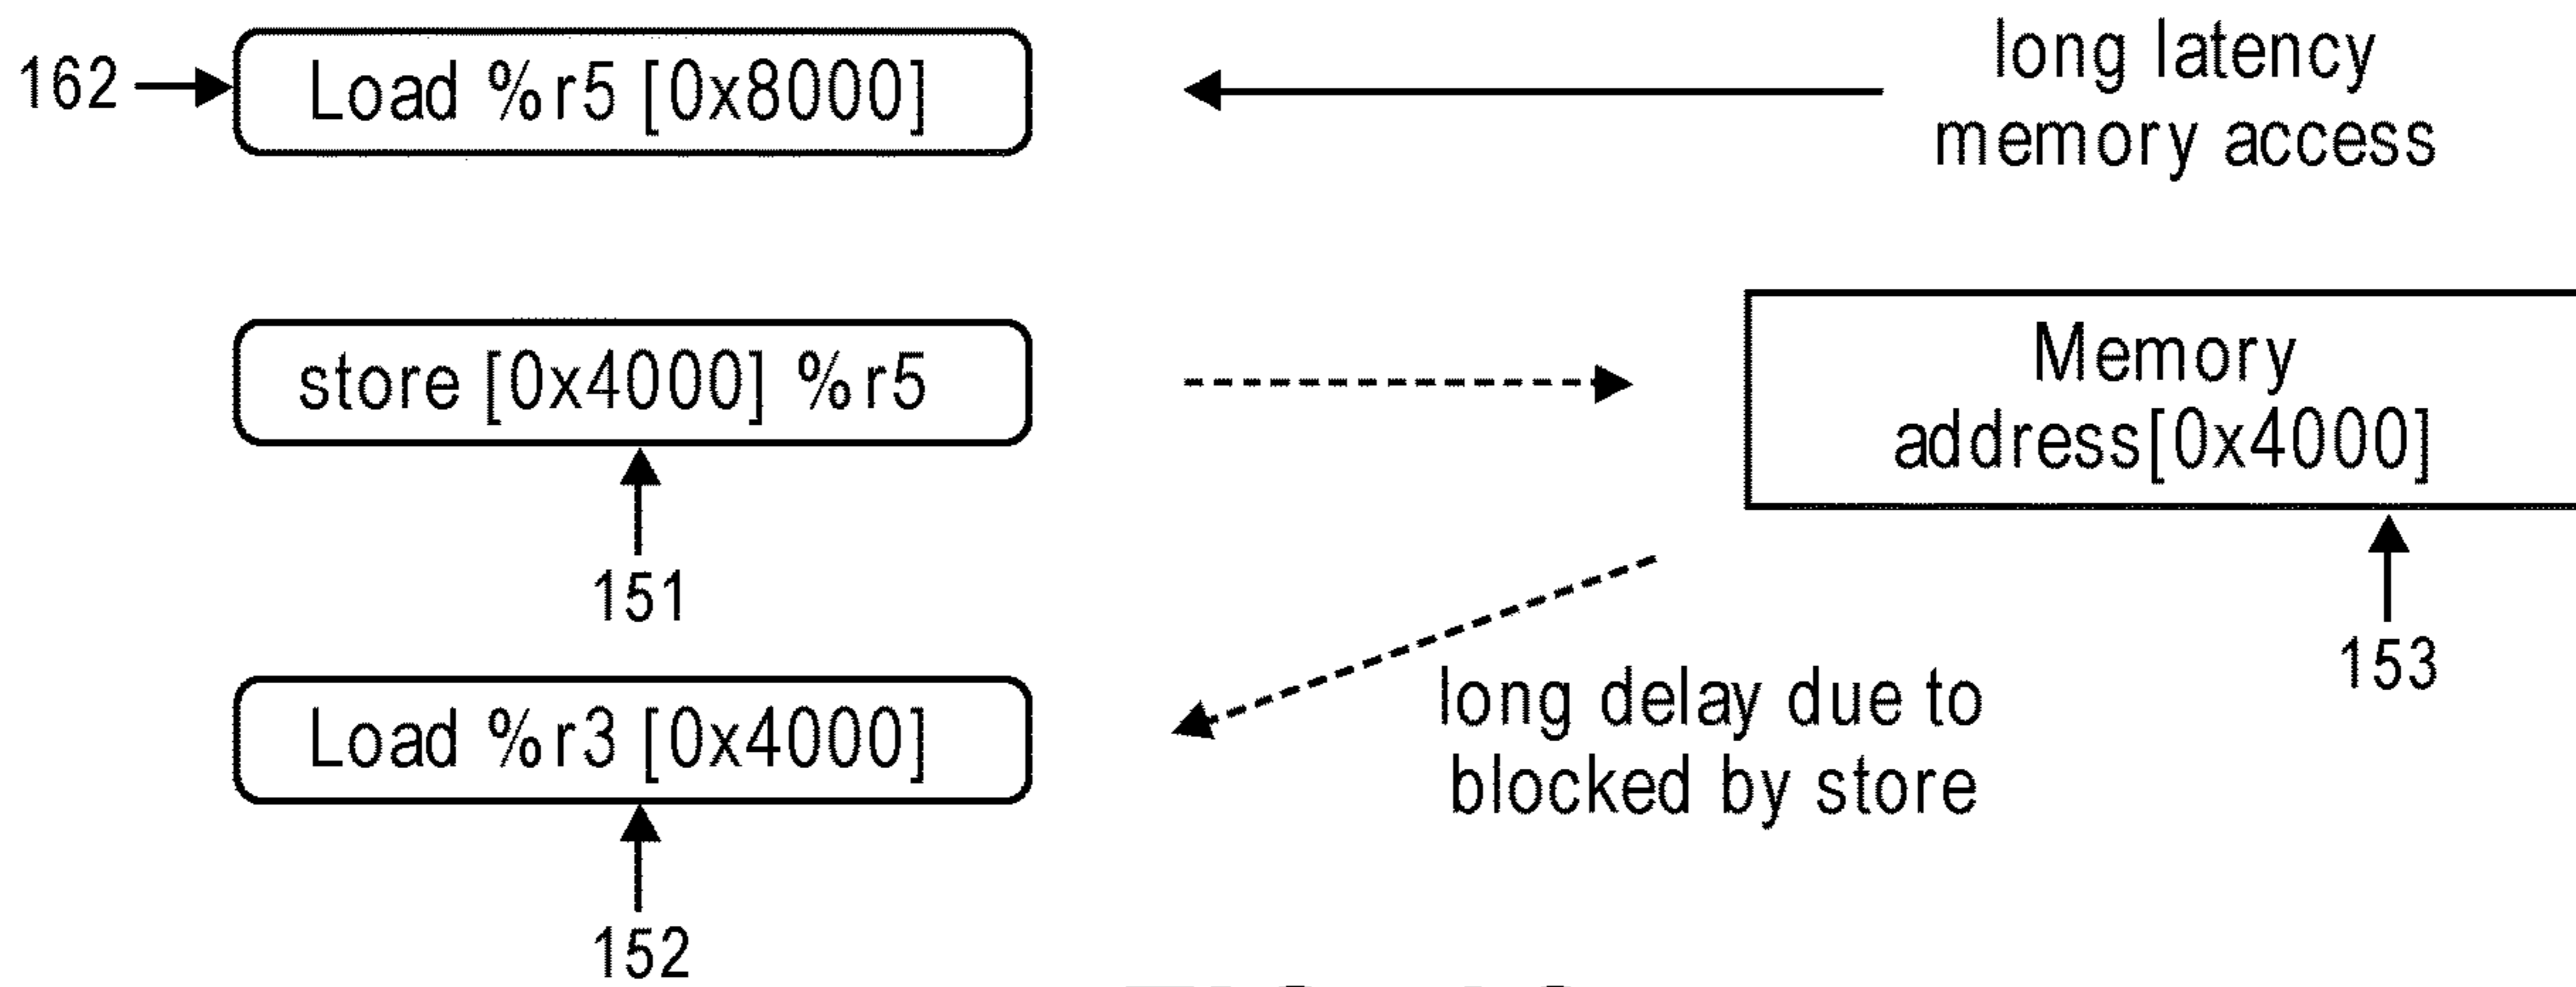 162
Load %r5 [0x8000]
long latency
memory access
store [0x4000] %r5
Memory
address[0x4000]
151
153
Load %r3 [0x4000]
long delay due to
blocked by store
152